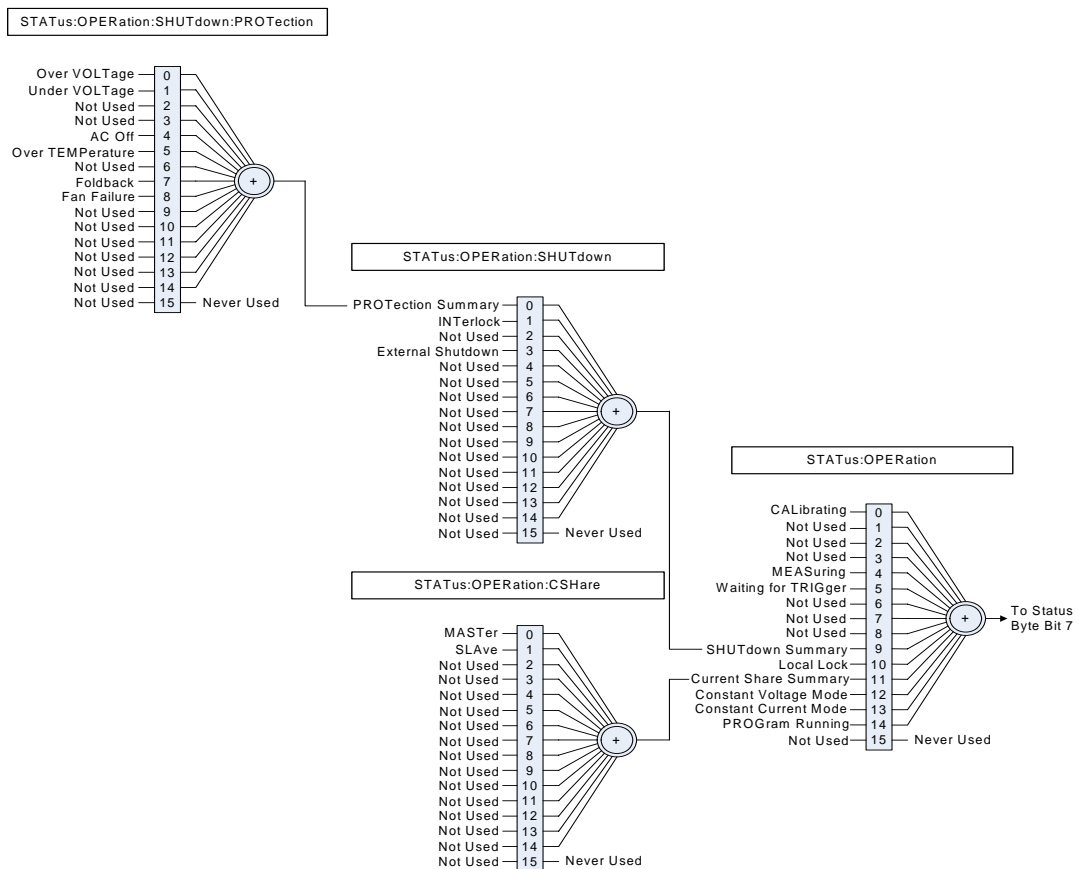 STATus:OPERation:SHUTdown:PROTection
Over VOLTage 0
Under VOLTage 1
Not Used 2
Not Used 3
AC Off 4
Over TEMPerature 5
Not Used 6
Foldback 7
Fan Failure 8
Not Used 9
Not Used 10
Not Used 11
Not Used 12
Not Used 13
Not Used 14
Not Used 15 Never Used
+
STATus:OPERation:SHUTdown
PROTection Summary 0
INTerlock 1
Not Used 2
External Shutdown 3
Not Used 4
Not Used 5
Not Used 6
Not Used 7
Not Used 8
Not Used 9
Not Used 10
Not Used 11
Not Used 12
Not Used 13
Not Used 14
Not Used 15 Never Used
+
STATus:OPERation:CSHare
MASTer 0
SLAve 1
Not Used 2
Not Used 3
Not Used 4
Not Used 5
Not Used 6
Not Used 7
Not Used 8
Not Used 9
Not Used 10
Not Used 11
Not Used 12
Not Used 13
Not Used 14
Not Used 15 Never Used
+
STATus:OPERation
CALibrating 0
Not Used 1
Not Used 2
Not Used 3
MEASuring 4
Waiting for TRIGger 5
Not Used 6
Not Used 7
Not Used 8
SHUTdown Summary 9
Local Lock 10
Current Share Summary 11
Constant Voltage Mode 12
Constant Current Mode 13
PROGram Running 14
Not Used 15 Never Used
+
To Status
Byte Bit 7